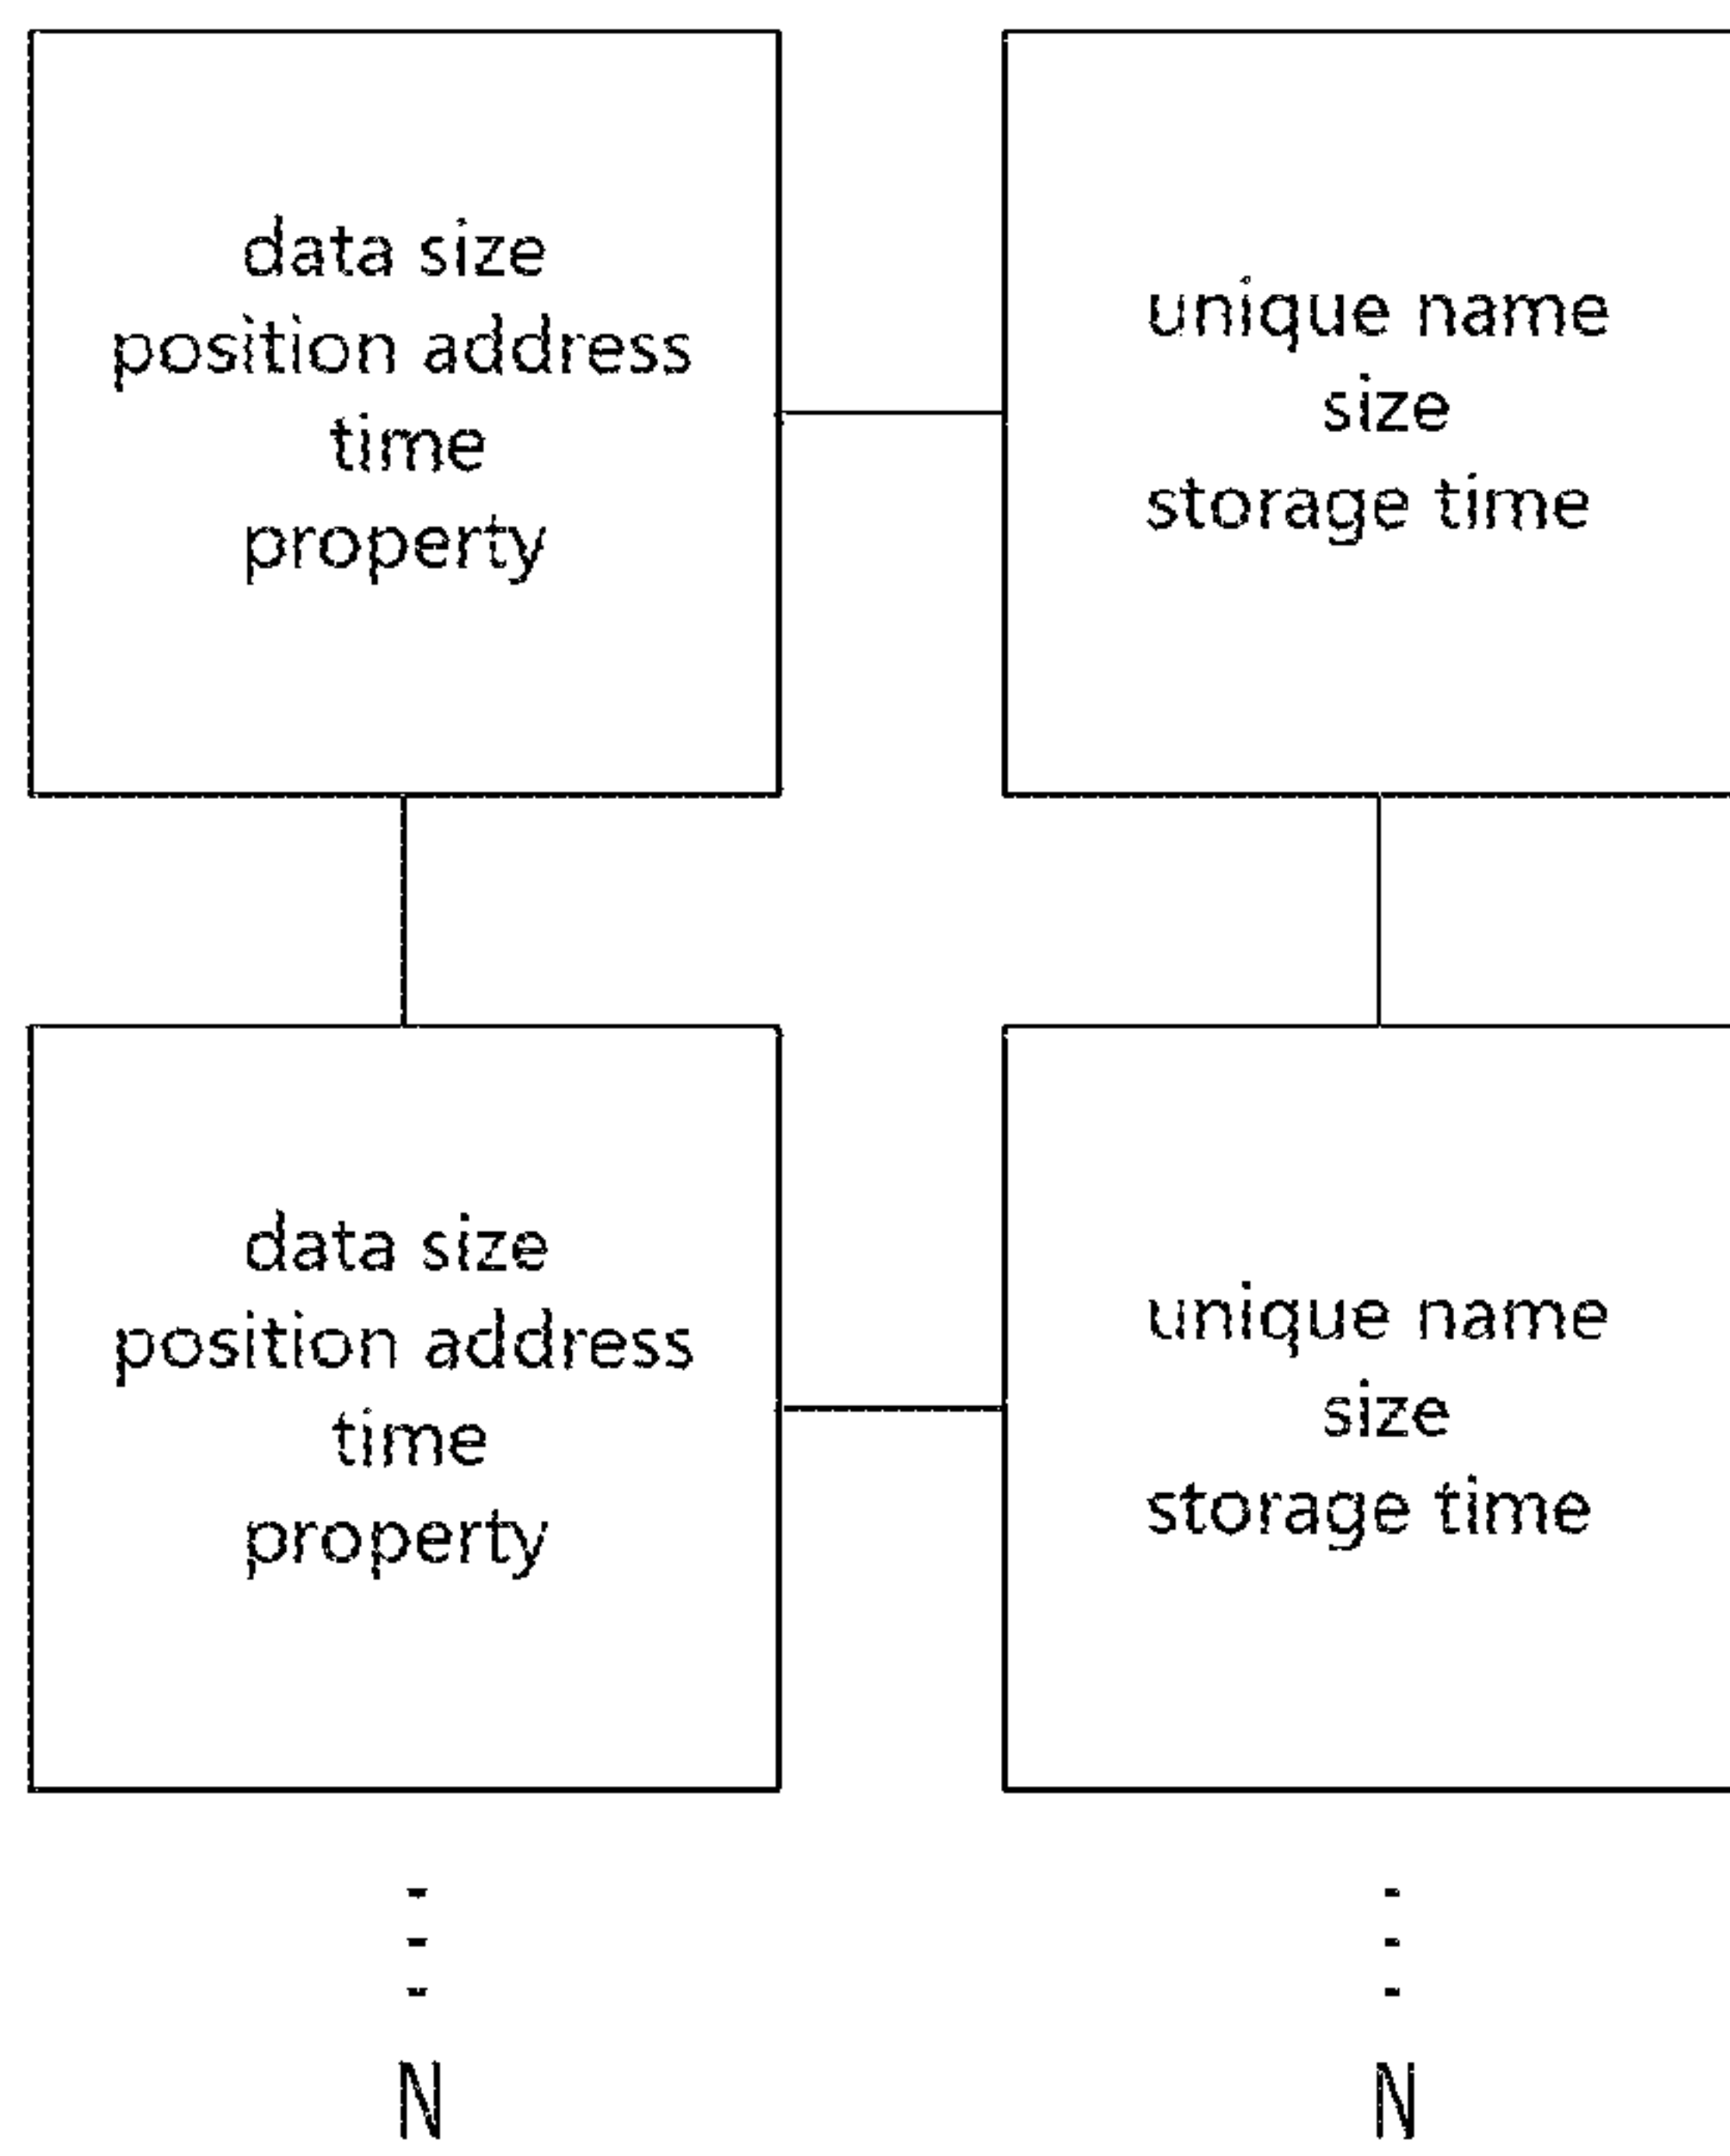 data size
position address
time
property
unique name
size
storage time
data size
position address
time
property
unique name
size
storage time
N
N